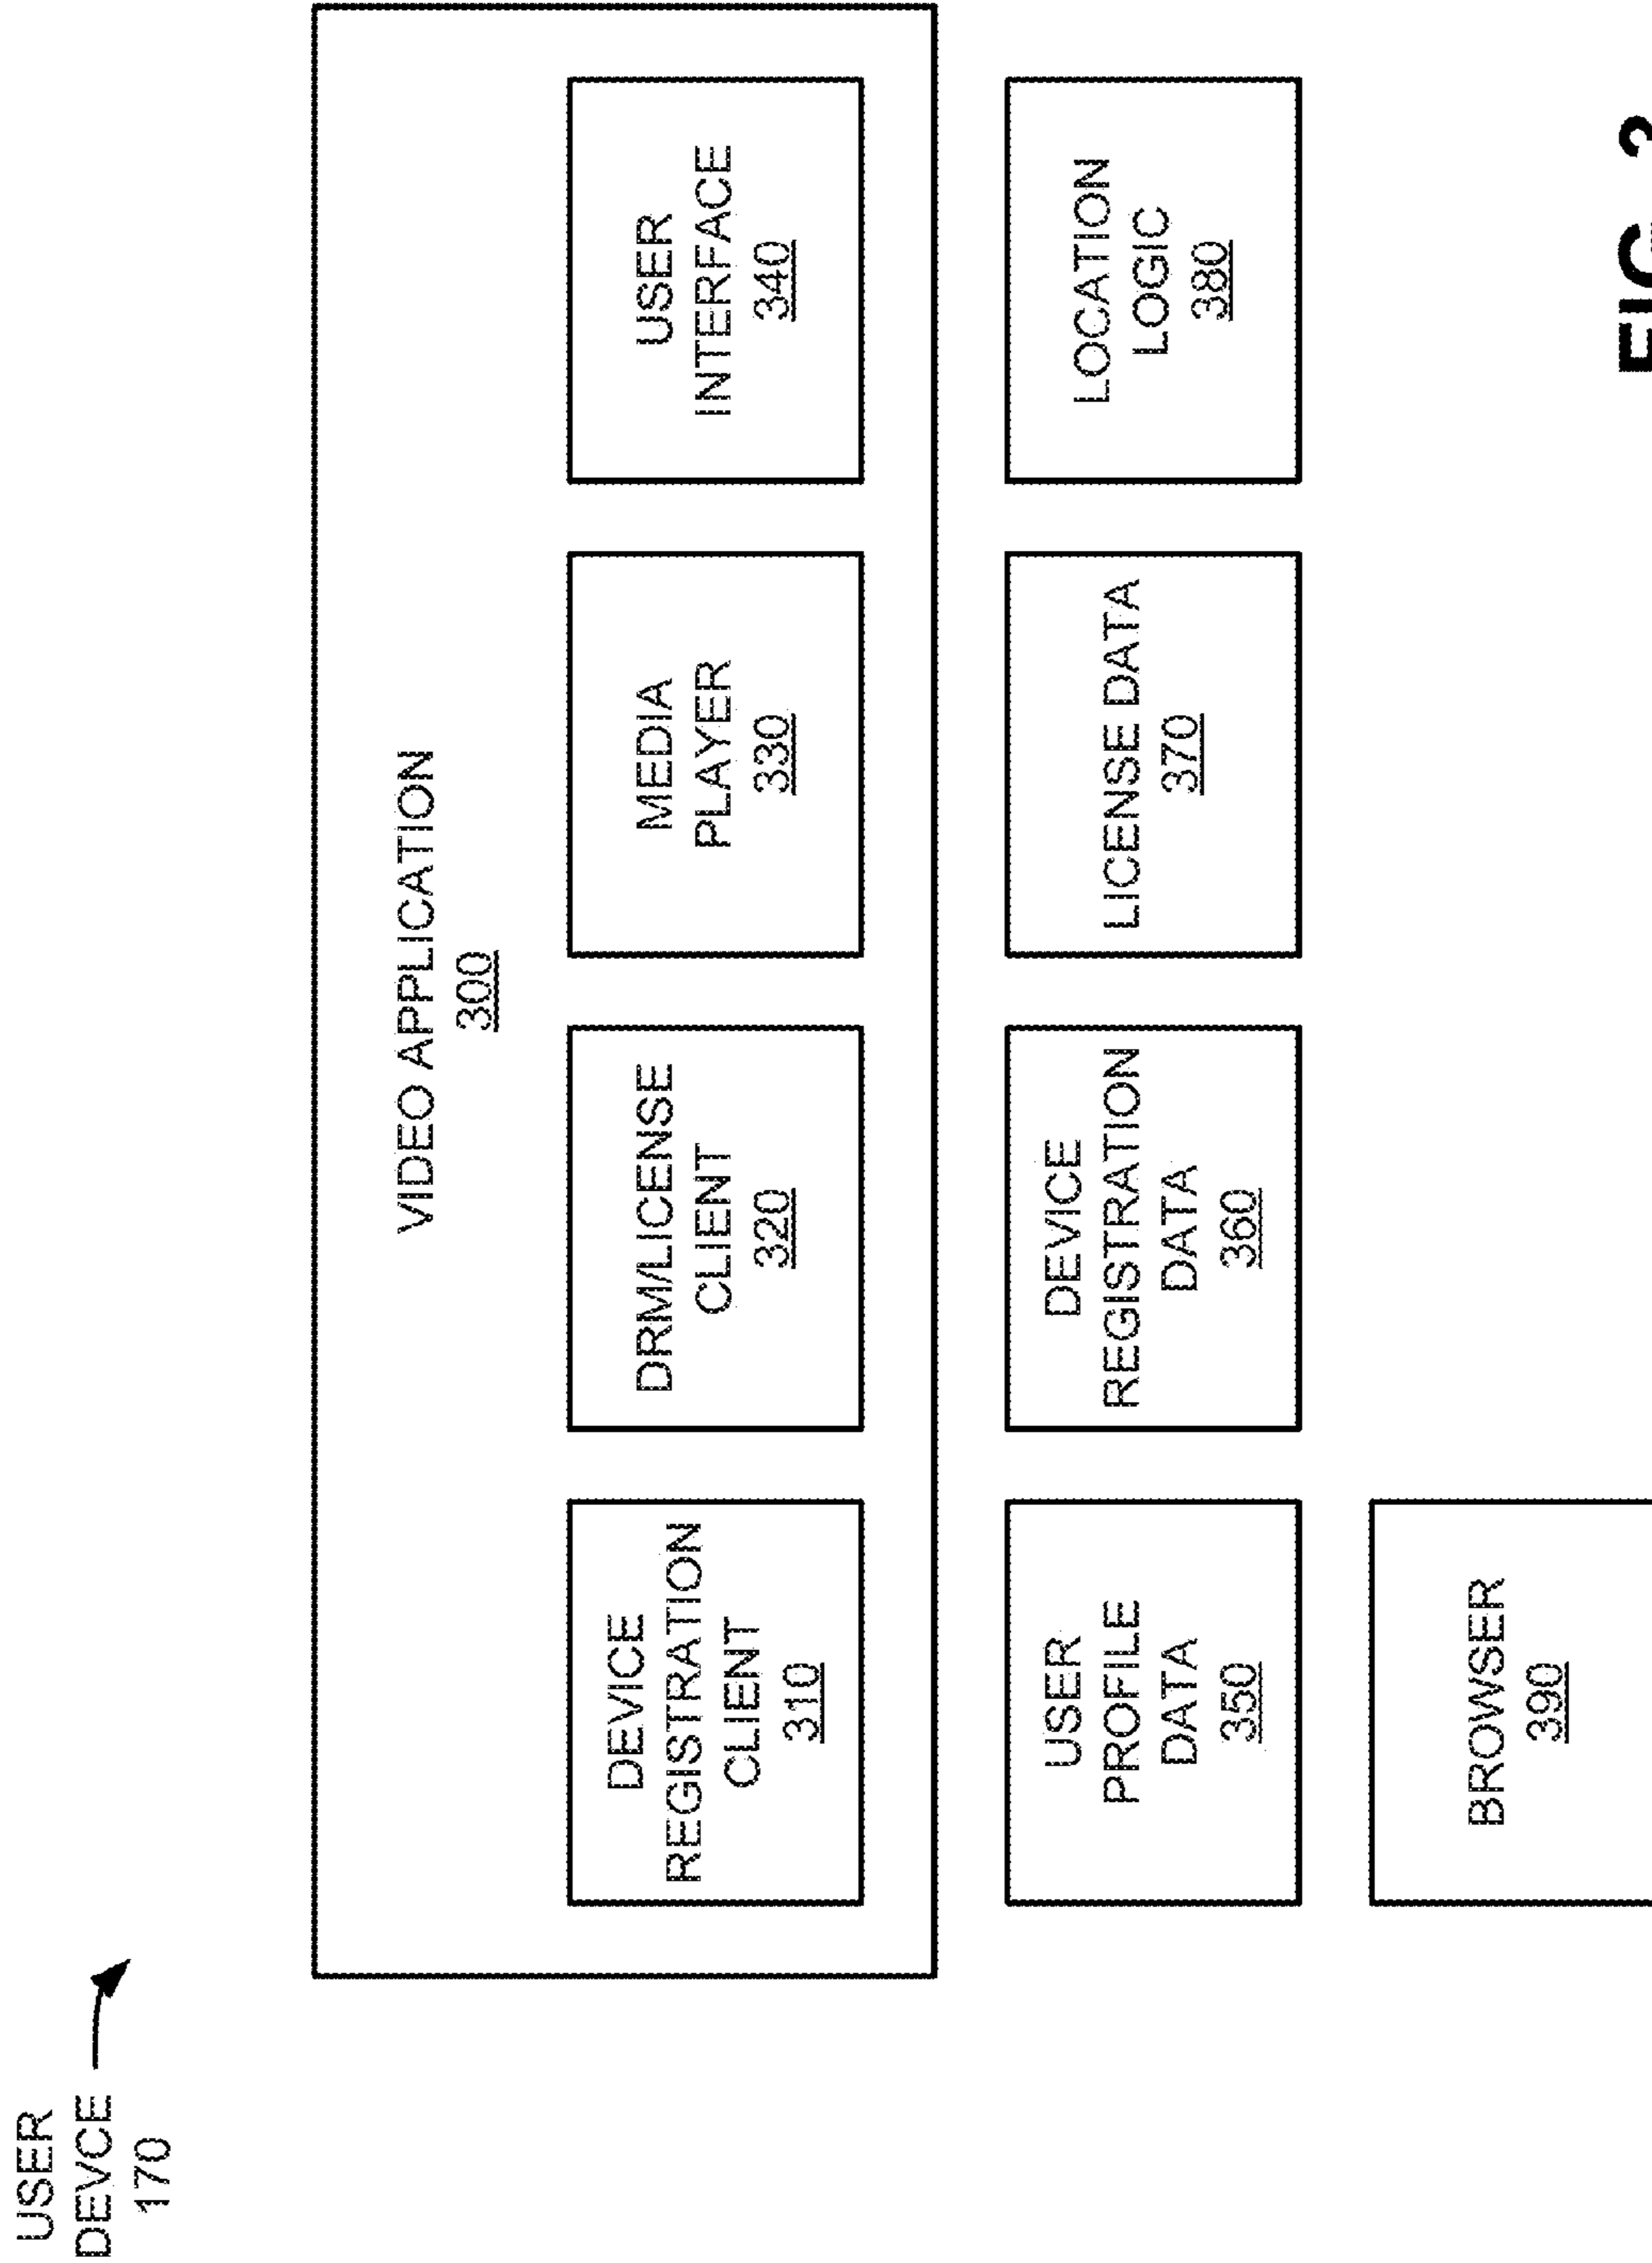 USER
DEVCE
170
VIDEO APPLICATION
300
DEVICE
REGISTRATION
CLIENT
310
DRM/LICENSE
CLIENT
320
MEDIA
PLAYER
330
USER
INTERFACE
340
USER
PROFILE
DATA
350
DEVICE
REGISTRATION
DATA
360
LICENSE DATA
370
LOCATION
LOGIC
380
BROWSER
390
FIG.